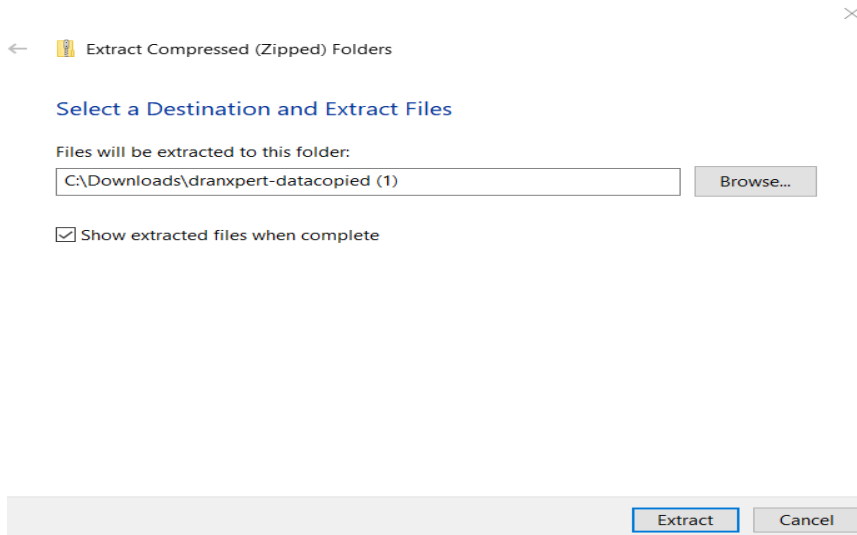 Extract Compressed (Zipped) Folders
Select a Destination and Extract Files
Files will be extracted to this folder:
C:\Downloads\dranxpert-datacopied (1)
Browse...
Show extracted files when complete
Extract
Cancel